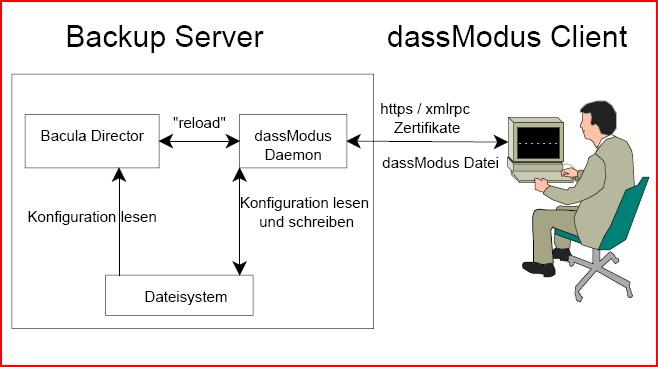 Backup Server
dassModus Client
Bacula Director
"reload"
dassModus
Daemon
https / xmlrpc
Zertifikate
dassModus Datei
Konfiguration lesen
Konfiguration lesen
und schreiben
Dateisystem